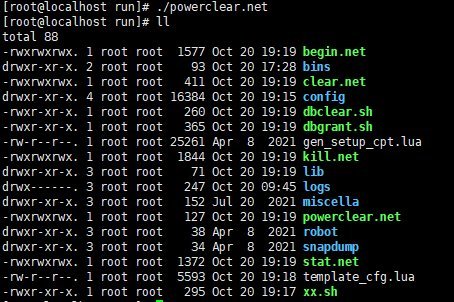 [root@localhost run]# ./powerclear.net
[root@localhost run]# ll
total 88
-rwxrwxrwx. 1 root root  1577 Oct 20 19:19 begin.net
drwxr-xr-x. 2 root root    93 Oct 20 17:28 bins
-rwxrwxrwx. 1 root root   411 Oct 20 19:19 clear.net
drwxr-xr-x. 4 root root 16384 Oct 20 19:15 config
-rwxr-xr-x. 1 root root   260 Oct 20 19:19 dbclear.sh
-rwxr-xr-x. 1 root root   365 Oct 20 19:19 dbgrant.sh
-rw-r--r--. 1 root root 25261 Apr  8  2021 gen_setup_cpt.lua
-rwxrwxrwx. 1 root root  1844 Oct 20 19:19 kill.net
drwxr-xr-x. 3 root root    71 Oct 20 19:19 lib
drwx------. 3 root root   247 Oct 20 09:45 logs
drwxr-xr-x. 3 root root   152 Jul 20  2021 miscella
-rwxrwxrwx. 1 root root   127 Oct 20 19:19 powerclear.net
drwxr-xr-x. 3 root root    38 Apr  8  2021 robot
drwxr-xr-x. 3 root root    34 Apr  8  2021 snapdump
-rwxrwxrwx. 1 root root  1372 Oct 20 19:19 stat.net
-rw-r--r--. 1 root root  5593 Oct 20 19:18 template_cfg.lua
-rwxr-xr-x. 1 root root   295 Oct 20 19:17 xx.sh